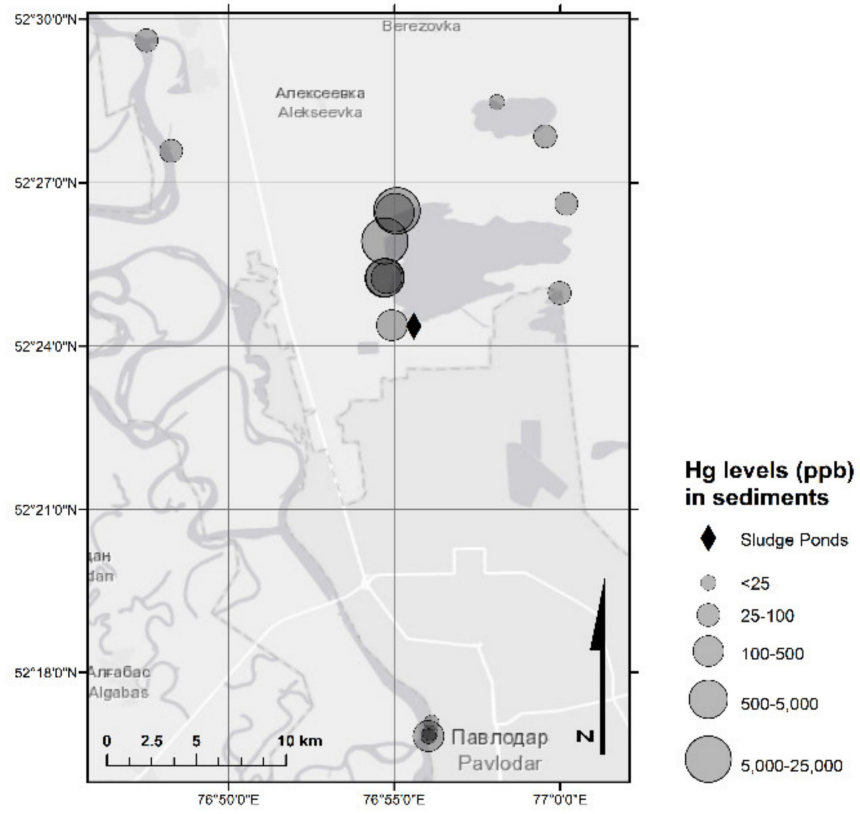 52°30'0"N
Berezovka
Алексеевка
Alekseevka
52°27'0"N
52°24'0"N
52°21'0"N
dan
52°18'0"N
Алғабас
Algabas
0 2.5 5 10 km
Павлодар
Pavlodar
N
76°50'0"E
76°55'0"E
77°0'0"E
Hg levels (ppb)
in sediments
Sludge Ponds
<25
25-100
100-500
500-5,000
5,000-25,000